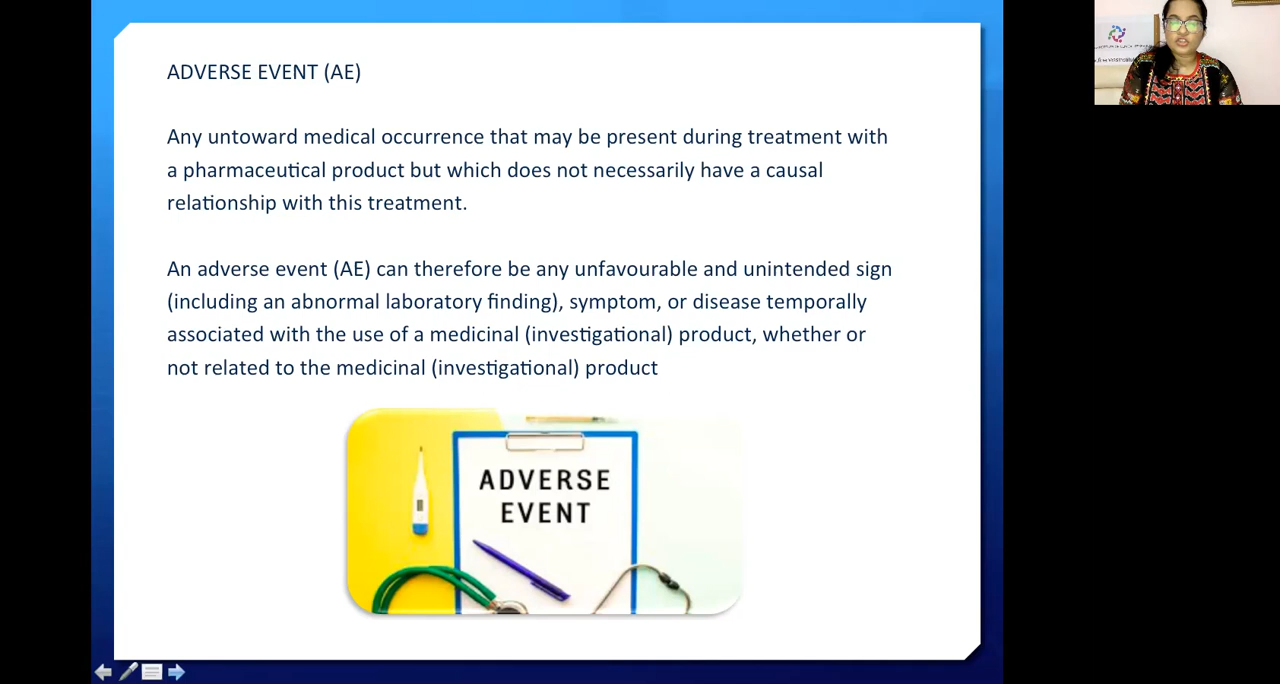 ADVERSE EVENT (AE)
Any untoward medical occurrence that may be present during treatment with
a pharmaceutical product but which does not necessarily have a causal
relationship with this treatment.
An adverse event (AE) can therefore be any unfavourable and unintended sign
(including an abnormal laboratory finding), symptom, or disease temporally
associated with the use of a medicinal (investigational) product, whether or
not related to the medicinal (investigational) product
ADVERSE
EVENT